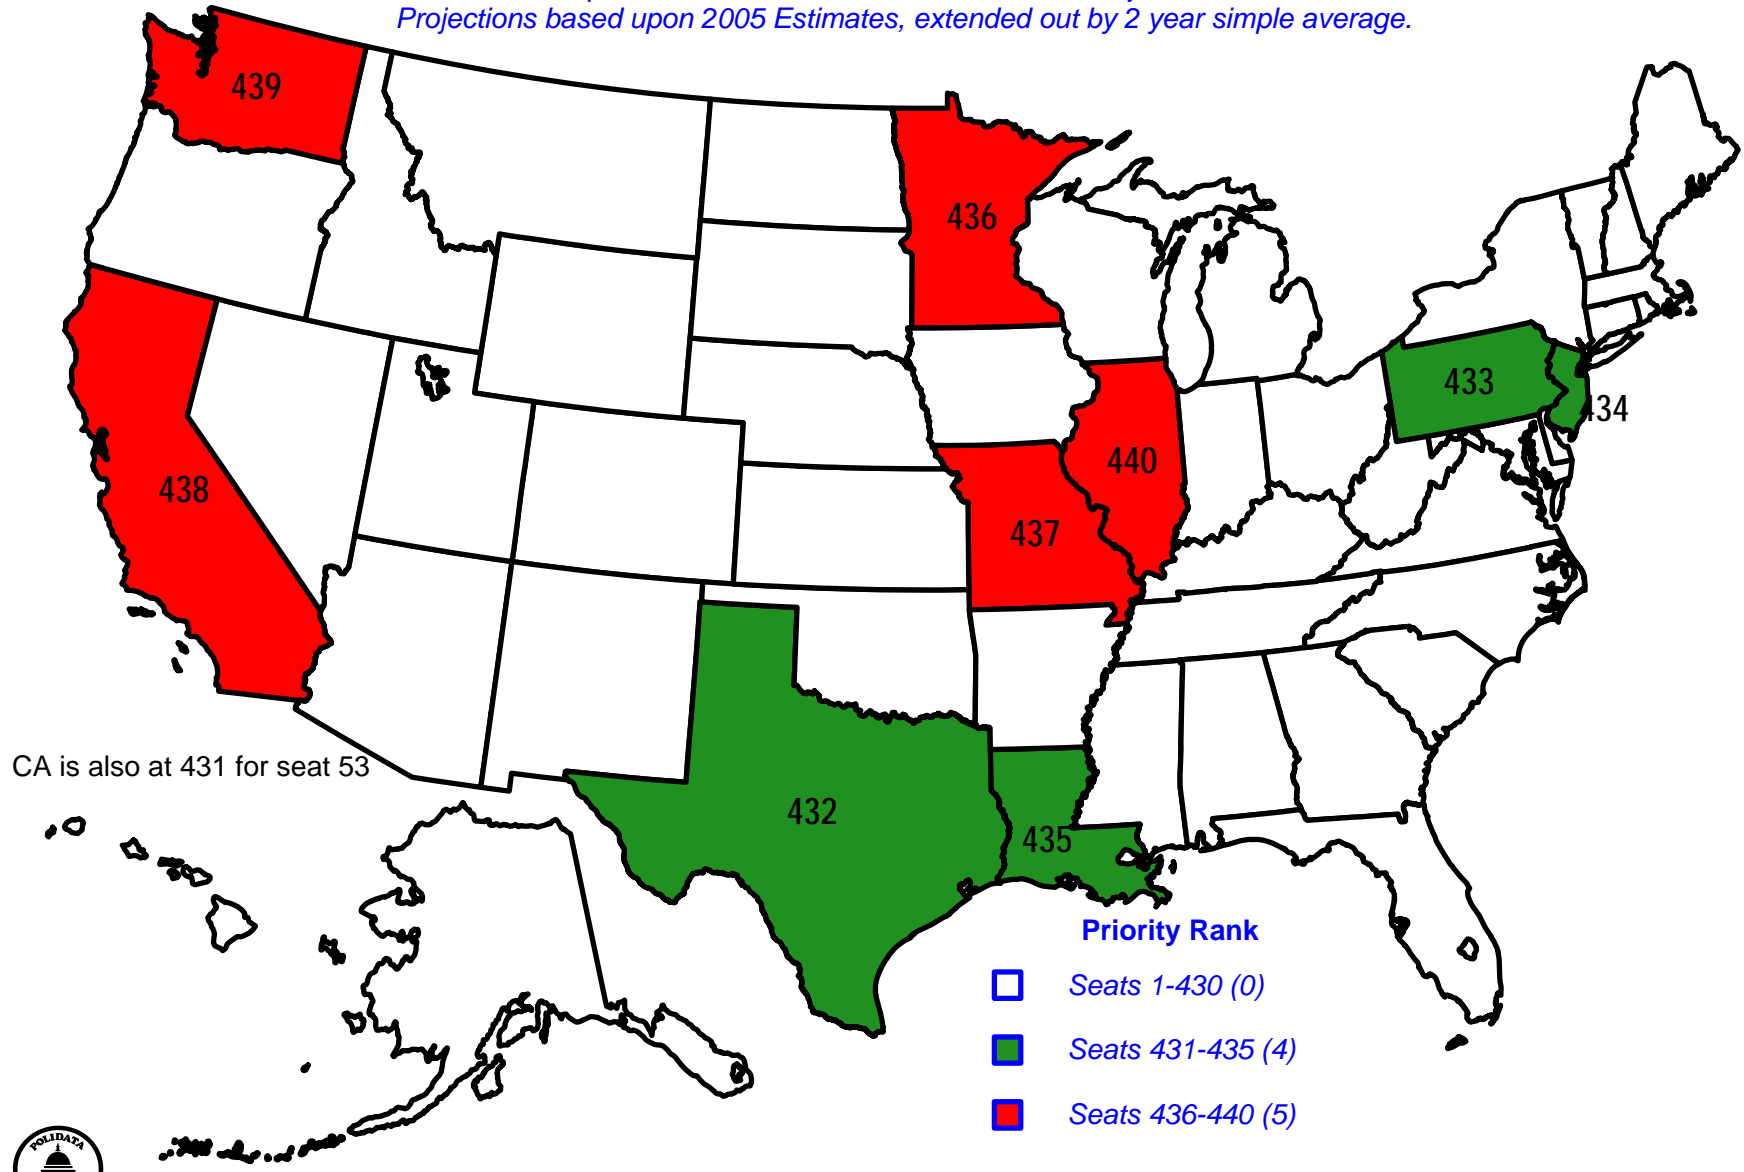 Projections based upon 2005 Estimates, extended out by 2 year simple average.
439
436
433
434
440
438
437
CA is also at 431 for seat 53
432
435
Priority Rank
Seats 1-430 (0)
Seats 431-435 (4)
Seats 436-440 (5)
POLIDATA